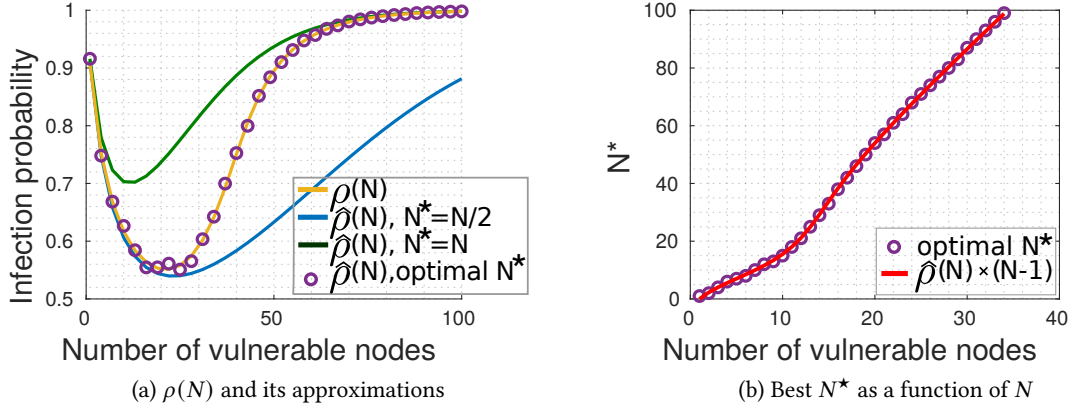 1
0.9
0.8
0.7
0.6
0.5
0
50
100
Infection probability
Number of vulnerable nodes
ρ(N)
ρ̂(N), N*=N/2
ρ̂(N), N*=N
ρ̂(N),optimal N*
(a) ρ(N) and its approximations
100
80
60
40
20
0
0
10
20
30
40
N*
Number of vulnerable nodes
optimal N*
ρ̂(N)×(N-1)
(b) Best N★ as a function of N